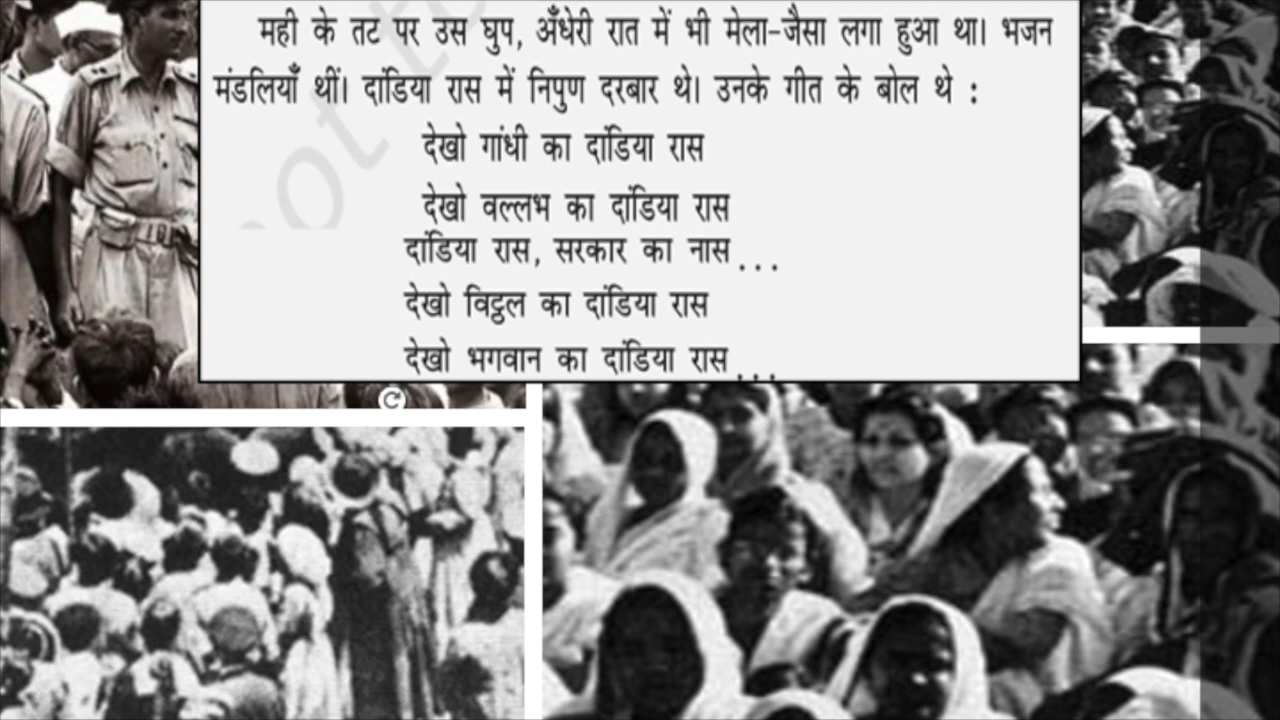 मही के तट पर उस घुप, अँधेरी रात में भी मेला-जैसा लगा हुआ था। भजन
मंडलियाँ थीं। दांडिया रास में निपुण दरबार थे। उनके गीत के बोल थे :
देखो गांधी का दांडिया रास
देखो वल्लभ का दांडिया रास
दांडिया रास, सरकार का नास...
देखो विट्ठल का दांडिया रास
देखो भगवान का दांडिया रास...